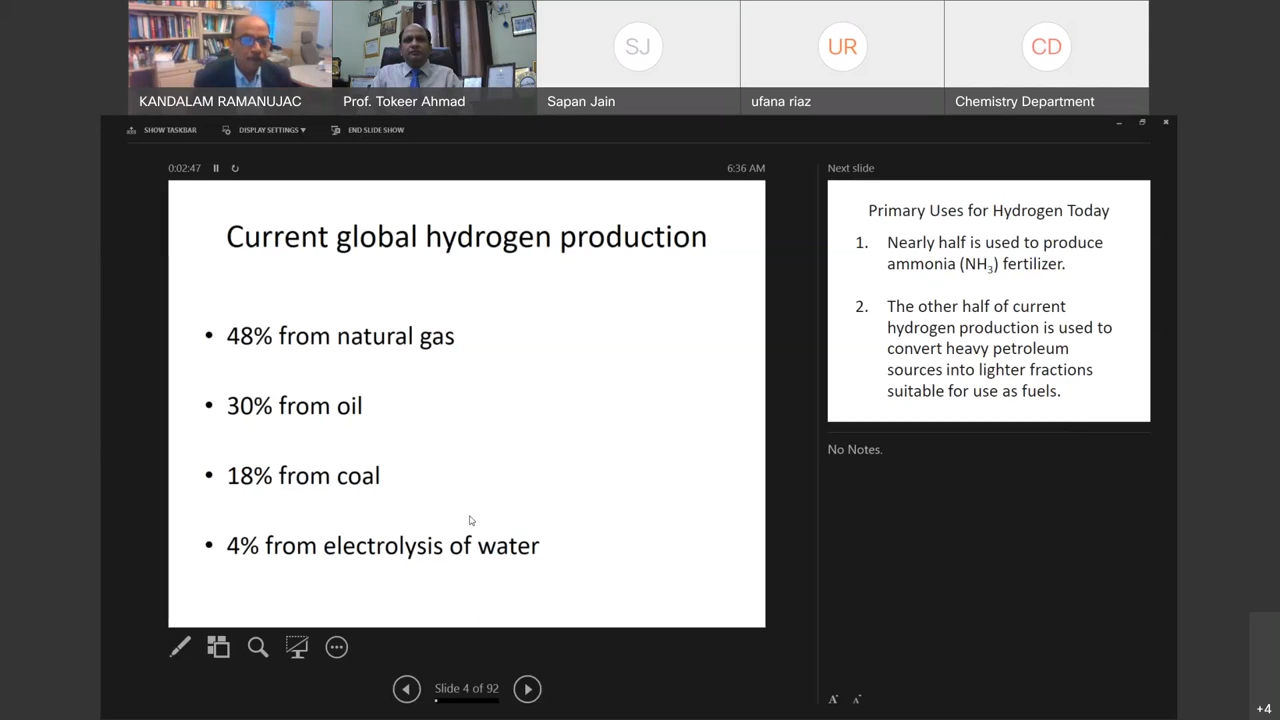 SJ
UR
CD
KANDALAM RAMANUJAC
Prof. Tokeer Ahmad
Sapan Jain
ufana riaz
Chemistry Department
SHOW TASKBAR
DISPLAY SETTINGS ▾
END SLIDE SHOW
0:02:47
6:36 AM
Current global hydrogen production
• 48% from natural gas
• 30% from oil
• 18% from coal
• 4% from electrolysis of water
Slide 4 of 92
Next slide
Primary Uses for Hydrogen Today
1. Nearly half is used to produce
ammonia (NH₃) fertilizer.
2. The other half of current
hydrogen production is used to
convert heavy petroleum
sources into lighter fractions
suitable for use as fuels.
No Notes.
A A
+4